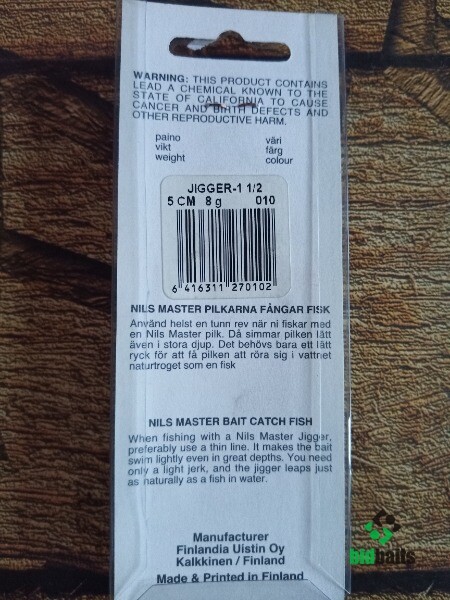 WARNING: THIS PRODUCT CONTAINS
LEAD A CHEMICAL KNOWN TO THE
STATE OF CALIFORNIA TO CAUSE
CANCER AND BIRTH DEFECTS AND
OTHER REPRODUCTIVE HARM.
paino väri
vikt färg
weight colour
JIGGER-1 1/2
5 CM 8 g 010
6 416311 270102
NILS MASTER PILKARNA FÅNGAR FISK
Använd helst en tunn rev när ni fiskar med
en Nils Master pilk. Då simmar pilken lätt
även i stora djup. Det behövs bara ett lätt
ryck för att få pilken att röra sig i vattnet
naturtroget som en fisk
NILS MASTER BAIT CATCH FISH
When fishing with a Nils Master Jigger,
preferably use a thin line. It makes the bait
swim lightly even in great depths. You need
only a light jerk, and the jigger leaps just
as naturally as a fish in water.
Manufacturer
Finlandia Uistin Oy
Kalkkinen / Finland
Made & Printed in Finland
bidbaits